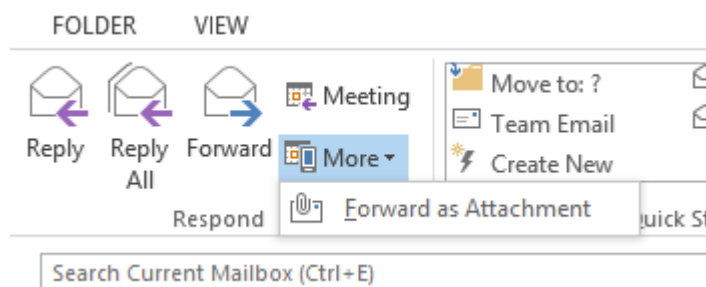 FOLDER VIEW
Reply
Reply All
Forward
Meeting
More
Forward as Attachment
Respond
Move to: ?
Team Email
Create New
Search Current Mailbox (Ctrl+E)